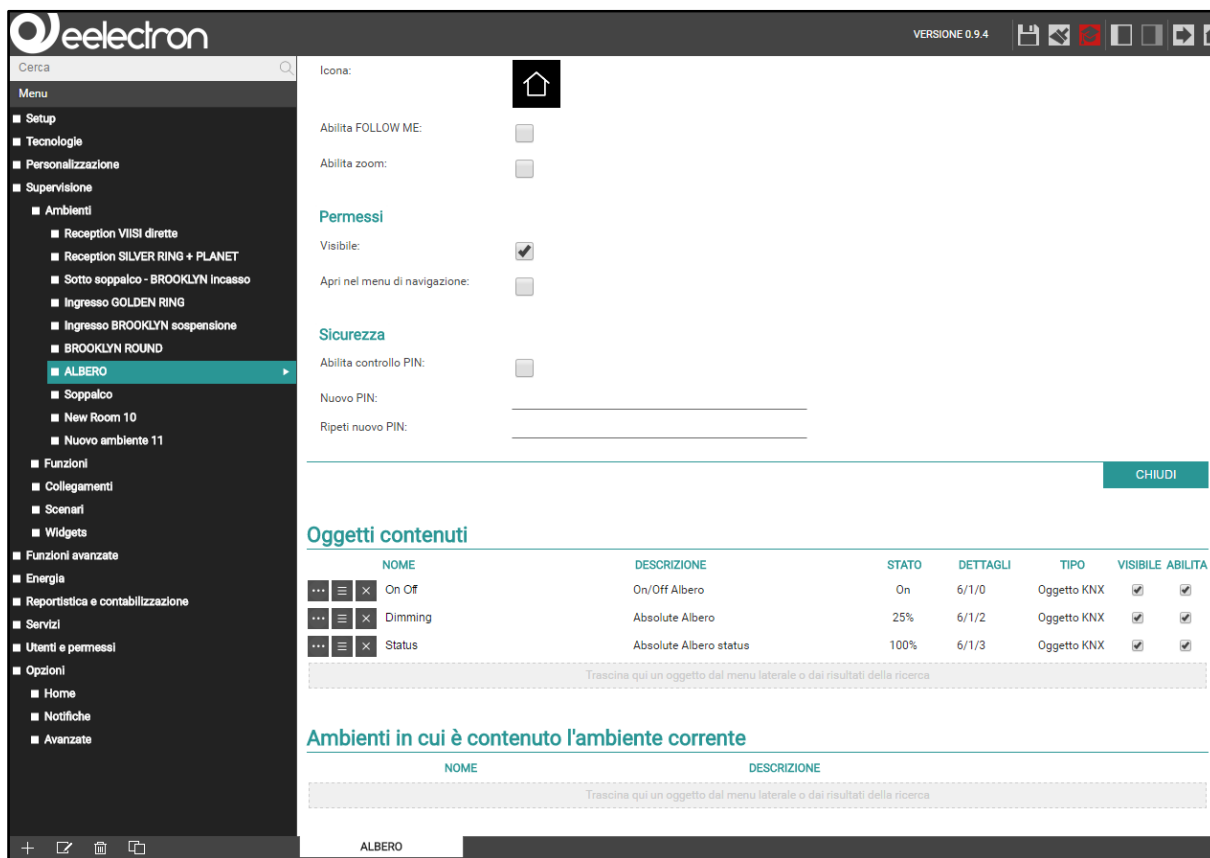 eelectron
VERSIONE 0.9.4
Cerca
Menu
Setup
Tecnologie
Personalizzazione
Supervisione
Ambienti
Reception VIISI dirette
Reception SILVER RING + PLANET
Sotto soppalco - BROOKLYN incasso
Ingresso GOLDEN RING
Ingresso BROOKLYN sospensione
BROOKLYN ROUND
ALBERO
Soppalco
New Room 10
Nuovo ambiente 11
Funzioni
Collegamenti
Scenari
Widgets
Funzioni avanzate
Energia
Reportistica e contabilizzazione
Servizi
Utenti e permessi
Opzioni
Home
Notifiche
Avanzate
Icona:
Abilita FOLLOW ME:
Abilita zoom:
Permessi
Visibile:
Apri nel menu di navigazione:
Sicurezza
Abilita controllo PIN:
Nuovo PIN:
Ripeti nuovo PIN:
CHIUDI
Oggetti contenuti
NOME DESCRIZIONE STATO DETTAGLI TIPO VISIBILE ABILITA
On Off On/Off Albero On 6/1/0 Oggetto KNX
Dimming Absolute Albero 25% 6/1/2 Oggetto KNX
Status Absolute Albero status 100% 6/1/3 Oggetto KNX
Trascina qui un oggetto dal menu laterale o dai risultati della ricerca
Ambienti in cui è contenuto l'ambiente corrente
NOME DESCRIZIONE
Trascina qui un oggetto dal menu laterale o dai risultati della ricerca
ALBERO